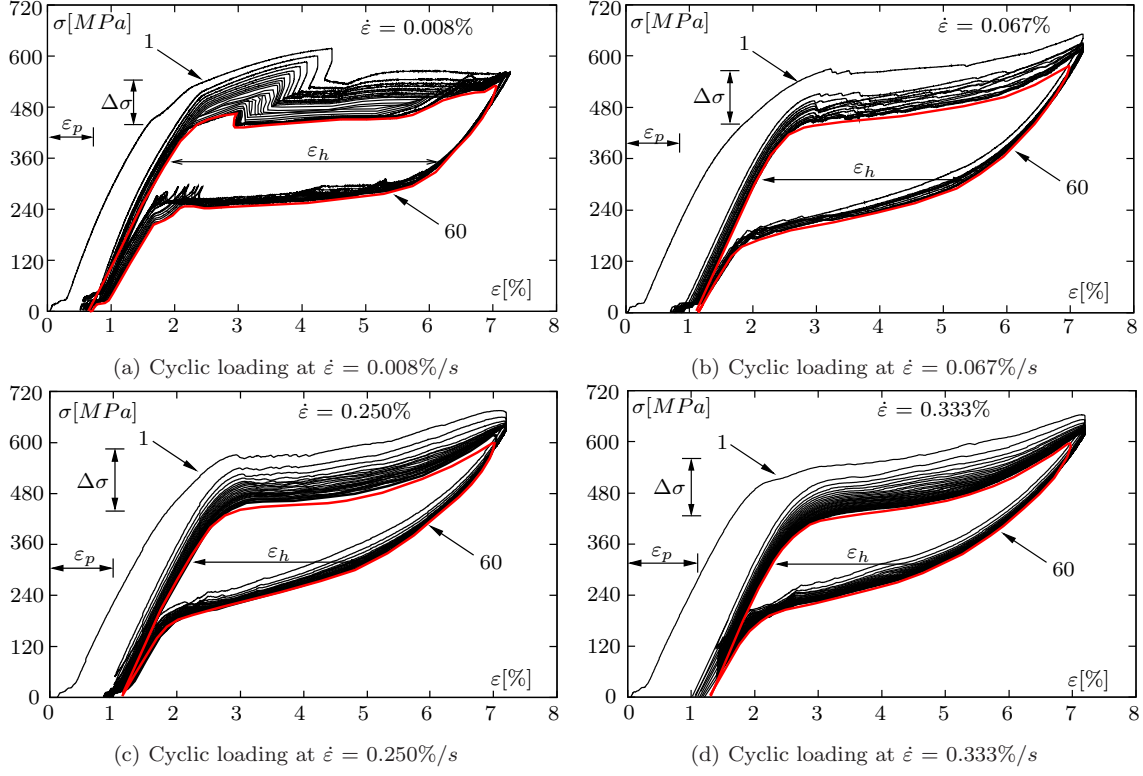 720
600
480
360
240
120
0
σ[MPa]
ε̇ = 0.008%
1
Δσ
ε_p
ε_h
60
ε[%]
0 1 2 3 4 5 6 7 8
(a) Cyclic loading at ε̇ = 0.008%/s
720
600
480
360
240
120
0
σ[MPa]
ε̇ = 0.067%
1
Δσ
ε_p
ε_h
60
ε[%]
0 1 2 3 4 5 6 7 8
(b) Cyclic loading at ε̇ = 0.067%/s
720
600
480
360
240
120
0
σ[MPa]
ε̇ = 0.250%
1
Δσ
ε_p
ε_h
60
ε[%]
0 1 2 3 4 5 6 7 8
(c) Cyclic loading at ε̇ = 0.250%/s
720
600
480
360
240
120
0
σ[MPa]
ε̇ = 0.333%
1
Δσ
ε_p
ε_h
60
ε[%]
0 1 2 3 4 5 6 7 8
(d) Cyclic loading at ε̇ = 0.333%/s